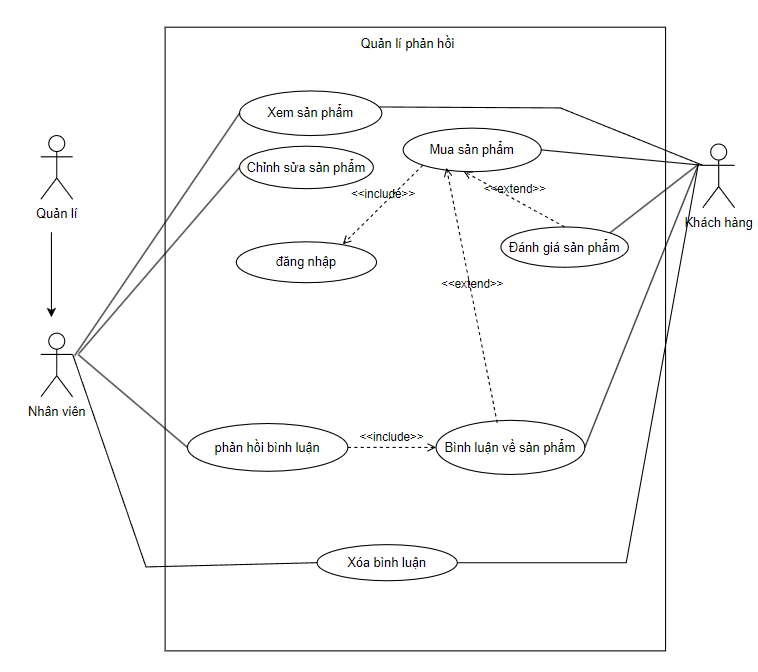 Quản lí phản hồi
Xem sản phẩm
Mua sản phẩm
Chỉnh sửa sản phẩm
<<include>>
<<extend>>
Quản lí
Khách hàng
Đánh giá sản phẩm
đăng nhập
<<extend>>
Nhân viên
phản hồi bình luận
<<include>>
Bình luận về sản phẩm
Xóa bình luận